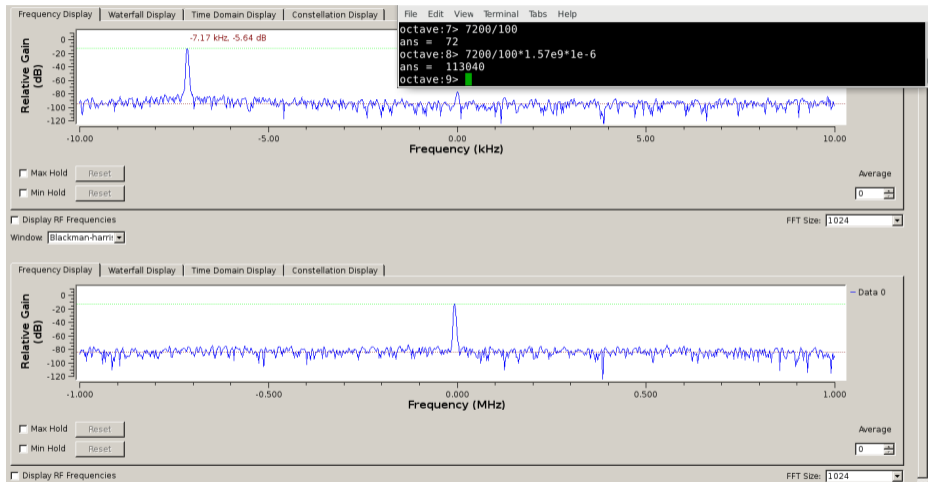 Frequency Display Waterfall Display Time Domain Display Constellation Display
File Edit View Terminal Tabs Help
octave:7> 7200/100
ans = 72
octave:8> 7200/100*1.57e9*1e-6
ans = 113040
octave:9>
-7.17 kHz, -5.64 dB
Relative Gain
(dB)
0
-20
-40
-60
-80
-100
-120
-10.00 -5.00 0.00 5.00 10.00
Frequency (kHz)
Max Hold Reset Average
Min Hold Reset 0
Display RF Frequencies FFT Size: 1024
Window: Blackman-harris
Frequency Display Waterfall Display Time Domain Display Constellation Display
Data 0
Relative Gain
(dB)
0
-20
-40
-60
-80
-100
-120
-1.000 -0.500 0.000 0.500 1.000
Frequency (MHz)
Max Hold Reset Average
Min Hold Reset 0
Display RF Frequencies FFT Size: 1024